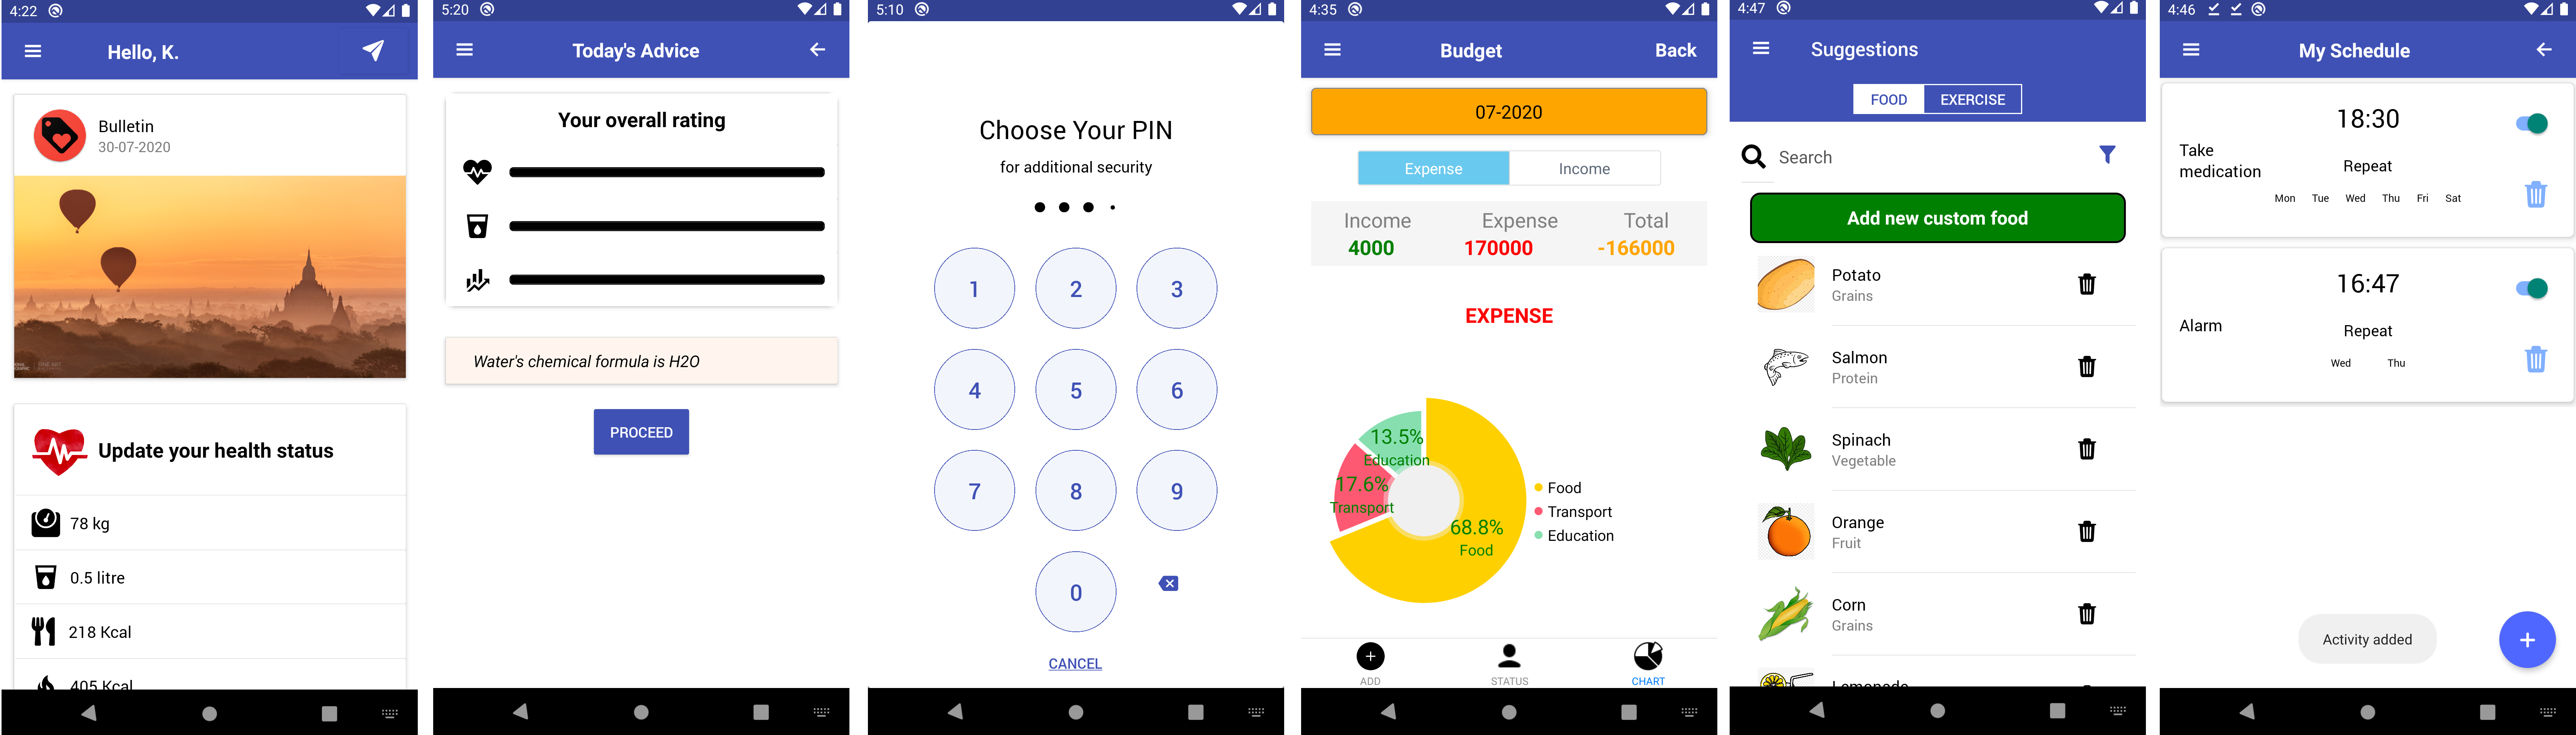 4:22
Hello, K.
Bulletin
30-07-2020
Update your health status
78 kg
0.5 litre
218 Kcal
405 Kcal
5:20
Today's Advice
Your overall rating
Water's chemical formula is H2O
PROCEED
5:10
Choose Your PIN
for additional security
1 2 3
4 5 6
7 8 9
0
CANCEL
4:35
Budget Back
07-2020
Expense Income
Income Expense Total
4000 170000 -166000
EXPENSE
13.5%
Education
17.6%
Transport
68.8%
Food
Food
Transport
Education
ADD STATUS CHART
4:47
Suggestions
FOOD EXERCISE
Search
Add new custom food
Potato
Grains
Salmon
Protein
Spinach
Vegetable
Orange
Fruit
Corn
Grains
Lemonade
4:46
My Schedule
18:30
Take
medication
Repeat
Mon Tue Wed Thu Fri Sat
16:47
Alarm
Repeat
Wed Thu
Activity added